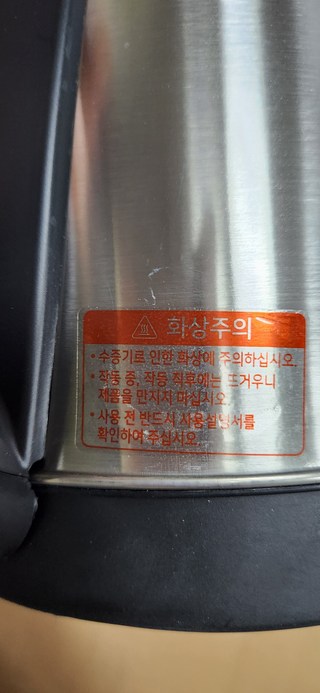 화상주의
• 수증기로 인한 화상에 주의하십시오.
• 작동 중, 작동 직후에는 뜨거우니
제품을 만지지 마십시오.
• 사용 전 반드시 사용설명서를
확인하여 주십시오.